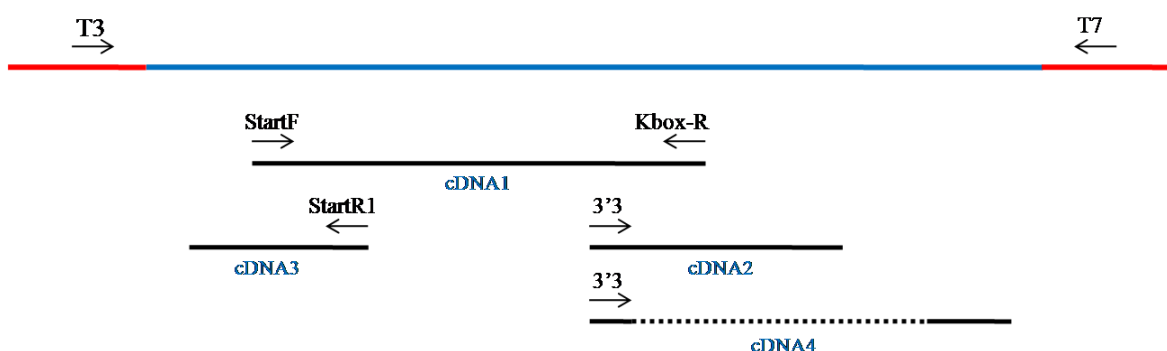 T3
T7
StartF
Kbox-R
cDNA1
StartR1
3'3
cDNA3
cDNA2
3'3
cDNA4